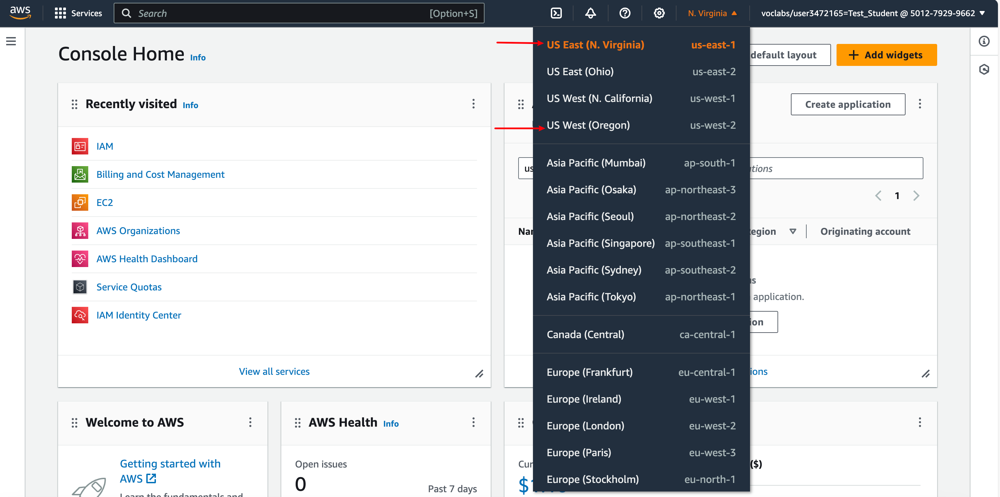 aws Services Search [Option+S] N. Virginia voclabs/user3472165=Test_Student @ 5012-7929-9662
Console Home Info
default layout
Add widgets
Recently visited Info
IAM
Billing and Cost Management
EC2
AWS Organizations
AWS Health Dashboard
Service Quotas
IAM Identity Center
View all services
US East (N. Virginia) us-east-1
US East (Ohio) us-east-2
US West (N. California) us-west-1
US West (Oregon) us-west-2
Asia Pacific (Mumbai) ap-south-1
Asia Pacific (Osaka) ap-northeast-3
Asia Pacific (Seoul) ap-northeast-2
Asia Pacific (Singapore) ap-southeast-1
Asia Pacific (Sydney) ap-southeast-2
Asia Pacific (Tokyo) ap-northeast-1
Canada (Central) ca-central-1
Europe (Frankfurt) eu-central-1
Europe (Ireland) eu-west-1
Europe (London) eu-west-2
Europe (Paris) eu-west-3
Europe (Stockholm) eu-north-1
Create application
1
Originating account
application.
Welcome to AWS
Getting started with
AWS
Learn the fundamentals and
AWS Health Info
Open issues
0
Past 7 days
($)